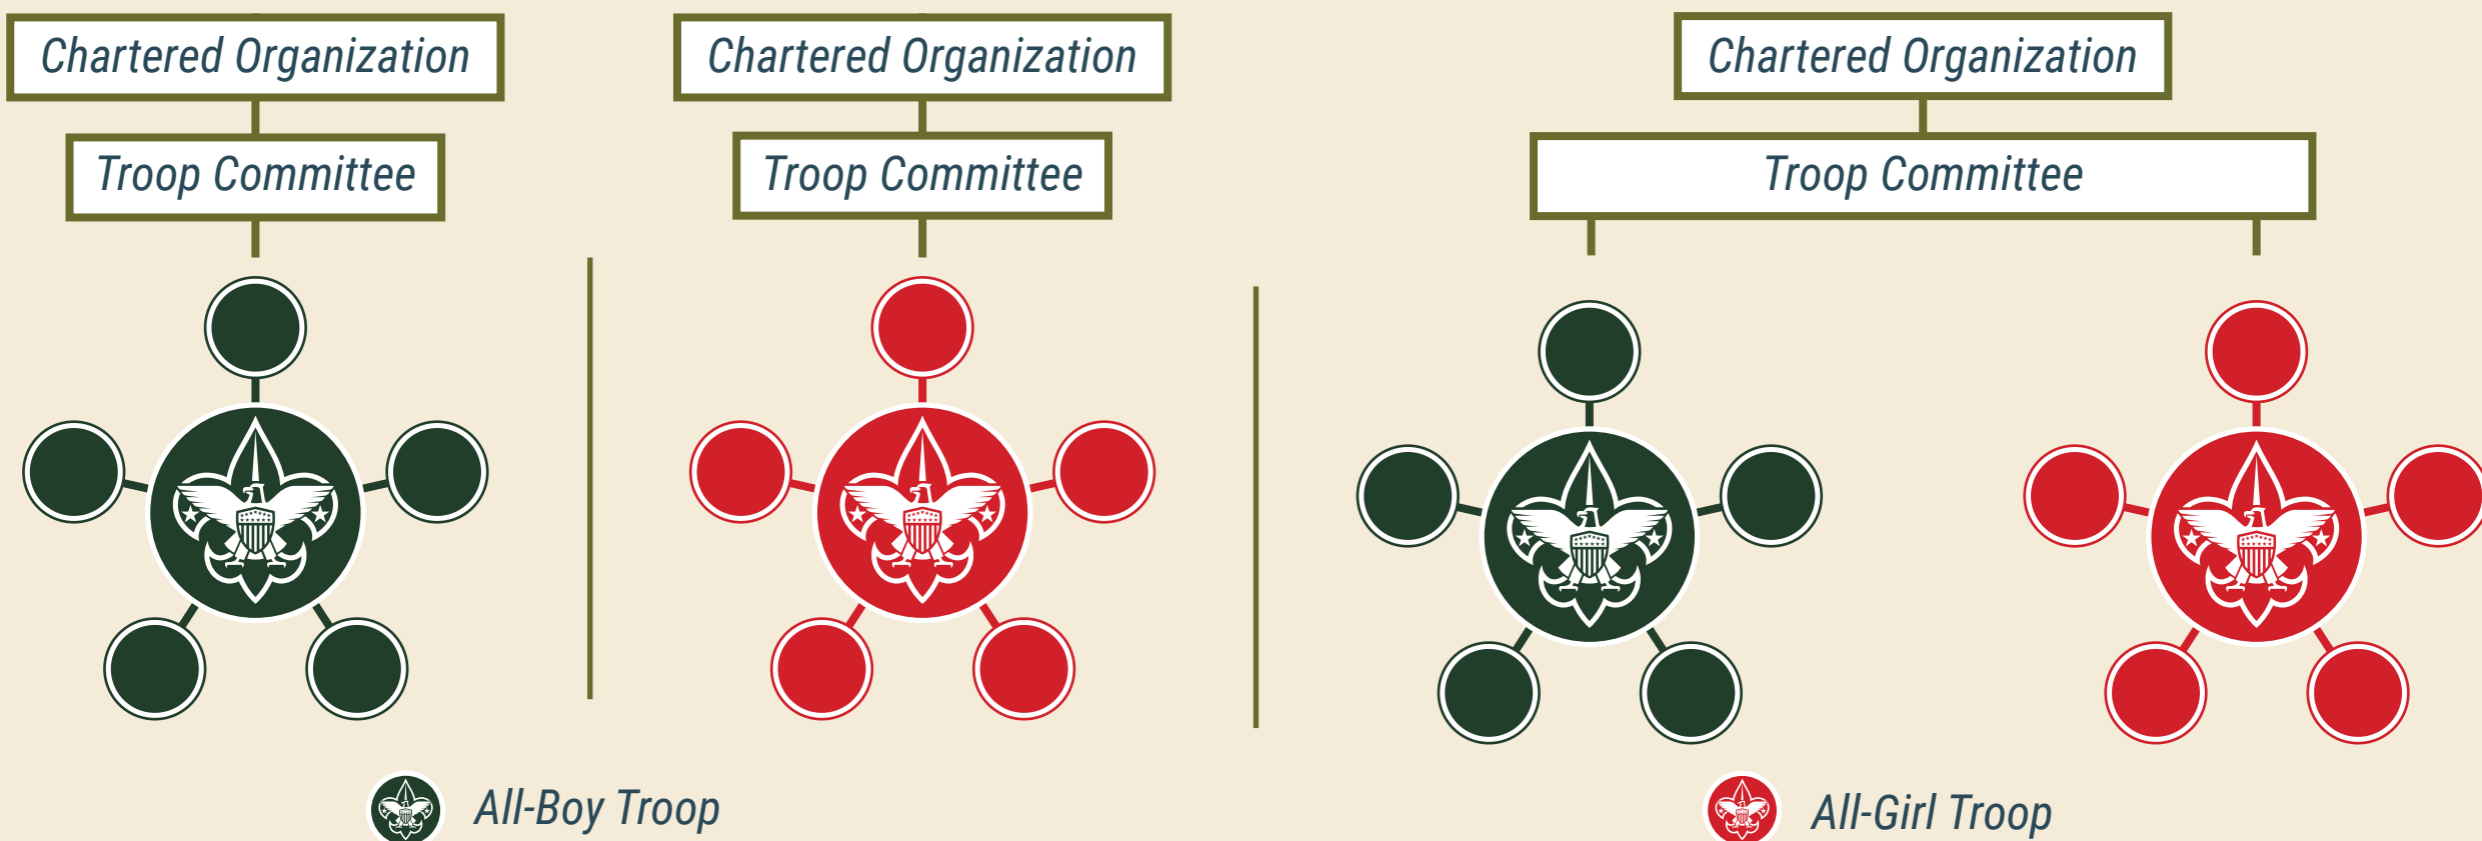 Chartered Organization
Troop Committee
Chartered Organization
Troop Committee
Chartered Organization
Troop Committee
All-Boy Troop
All-Girl Troop